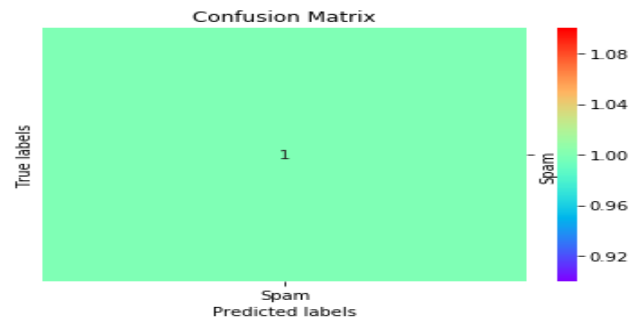 Confusion Matrix
True labels
1
Spam
Spam
Predicted labels
1.08
1.04
1.00
0.96
0.92